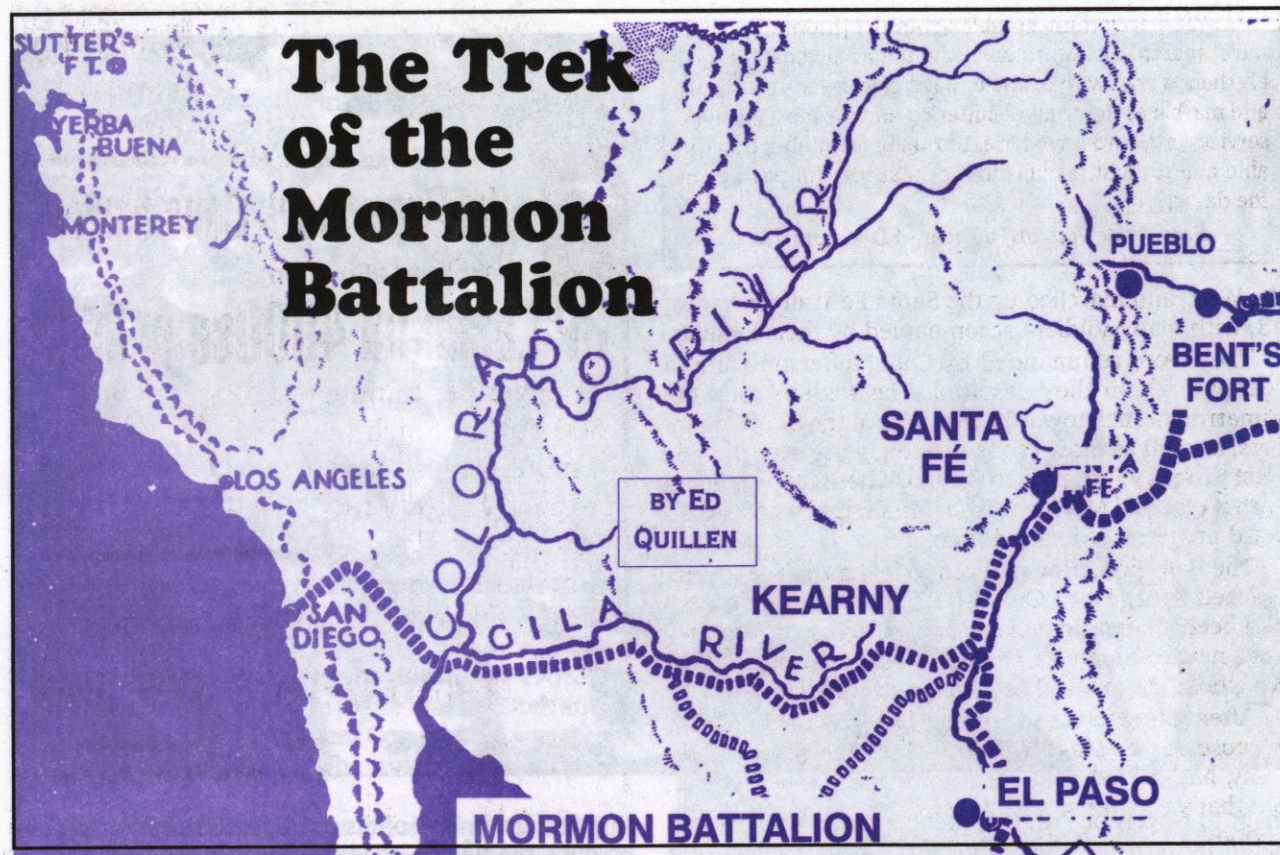 The Trek
of the
Mormon
Battalion
BY ED
QUILLEN
SUTTER'S
FT.
YERBA
BUENA
MONTEREY
LOS ANGELES
SAN
DIEGO
COLORADO RIVER
GILA RIVER
KEARNY
SANTA
FÉ
FÉ
PUEBLO
BENT'S
FORT
EL PASO
MORMON BATTALION